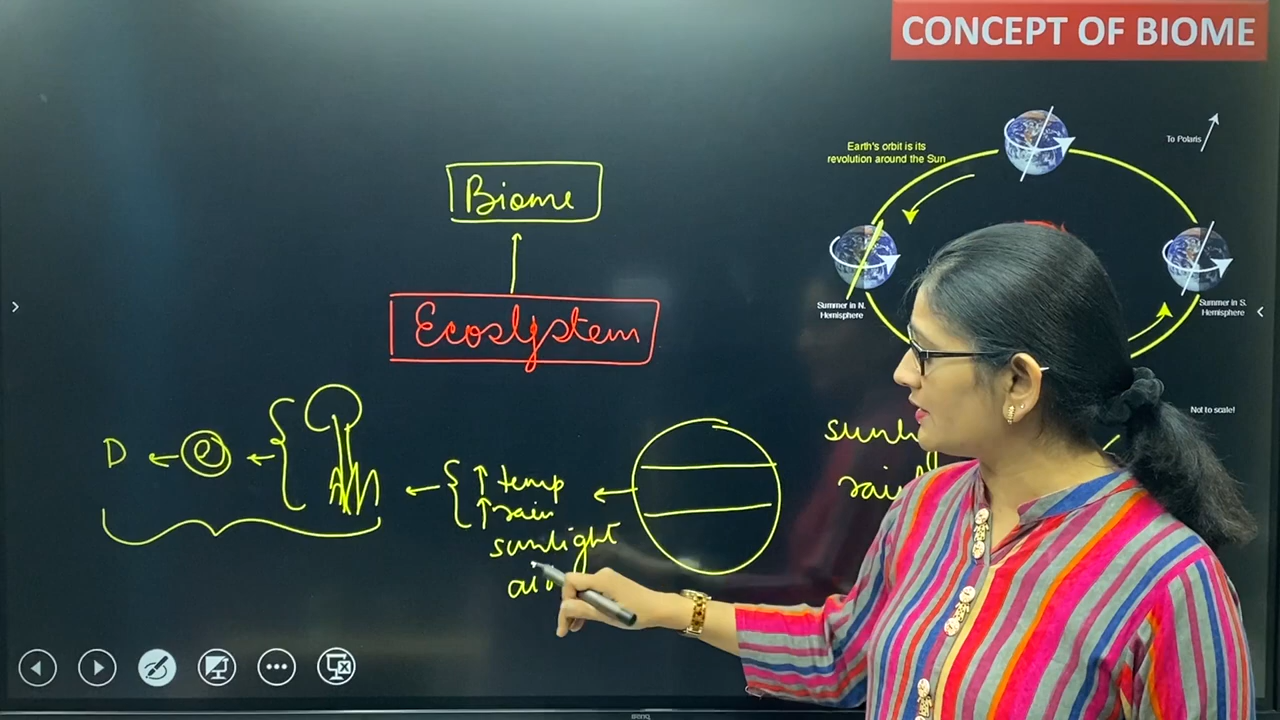 CONCEPT OF BIOME
Earth's orbit is its
revolution around the Sun
To Polaris
Biome
Summer in N.
Hemisphere
Summer in S.
Hemisphere
Ecosystem
Not to scale!
D
↑ temp
↑ rain
sunlight
benq